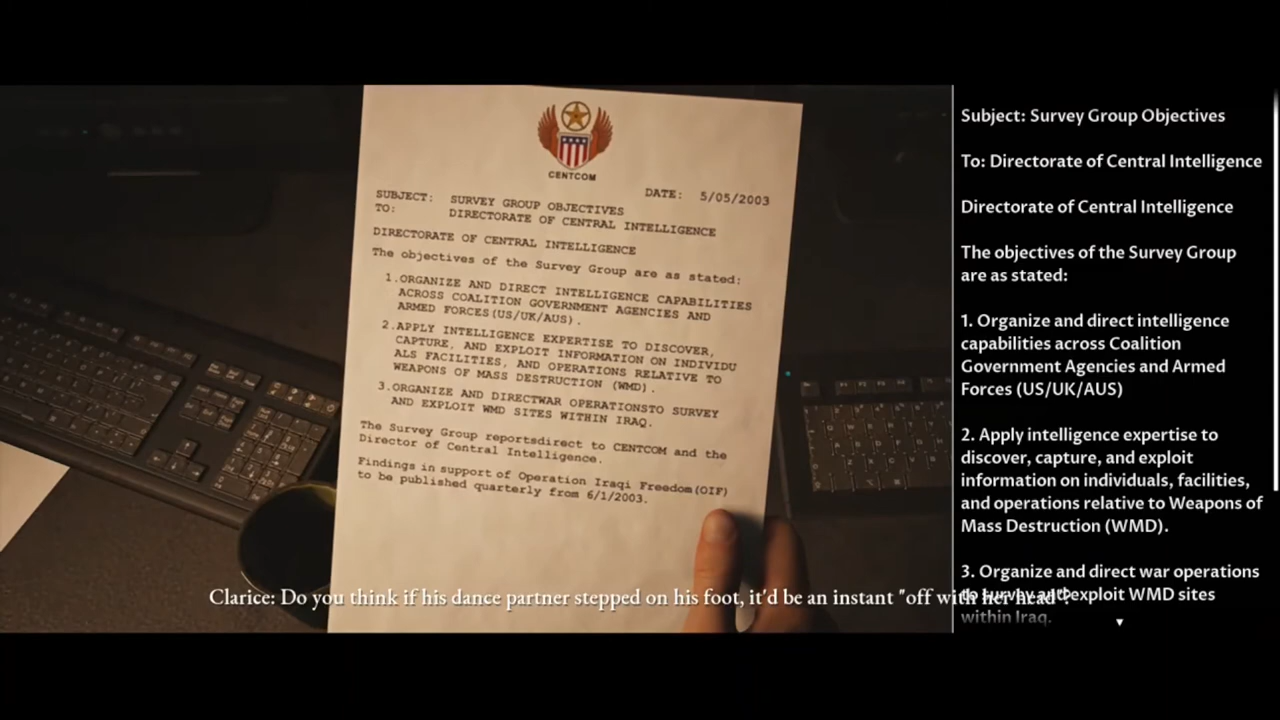 CENTCOM
DATE: 5/05/2003
SUBJECT: SURVEY GROUP OBJECTIVES
TO: DIRECTORATE OF CENTRAL INTELLIGENCE
DIRECTORATE OF CENTRAL INTELLIGENCE
The objectives of the Survey Group are as stated:
1.ORGANIZE AND DIRECT INTELLIGENCE CAPABILITIES
ACROSS COALITION GOVERNMENT AGENCIES AND
ARMED FORCES(US/UK/AUS).
2.APPLY INTELLIGENCE EXPERTISE TO DISCOVER,
CAPTURE, AND EXPLOIT INFORMATION ON INDIVIDU
ALS FACILITIES, AND OPERATIONS RELATIVE TO
WEAPONS OF MASS DESTRUCTION (WMD).
3.ORGANIZE AND DIRECTWAR OPERATIONSTO SURVEY
AND EXPLOIT WMD SITES WITHIN IRAQ.
The Survey Group reportsdirect to CENTCOM and the
Director of Central Intelligence.
Findings in support of Operation Iraqi Freedom(OIF)
to be published quarterly from 6/1/2003.
Clarice: Do you think if his dance partner stepped on his foot, it'd be an instant "off with her head"?
Subject: Survey Group Objectives
To: Directorate of Central Intelligence
Directorate of Central Intelligence
The objectives of the Survey Group
are as stated:
1. Organize and direct intelligence
capabilities across Coalition
Government Agencies and Armed
Forces (US/UK/AUS)
2. Apply intelligence expertise to
discover, capture, and exploit
information on individuals, facilities,
and operations relative to Weapons of
Mass Destruction (WMD).
3. Organize and direct war operations
to survey and exploit WMD sites
within Iraq.